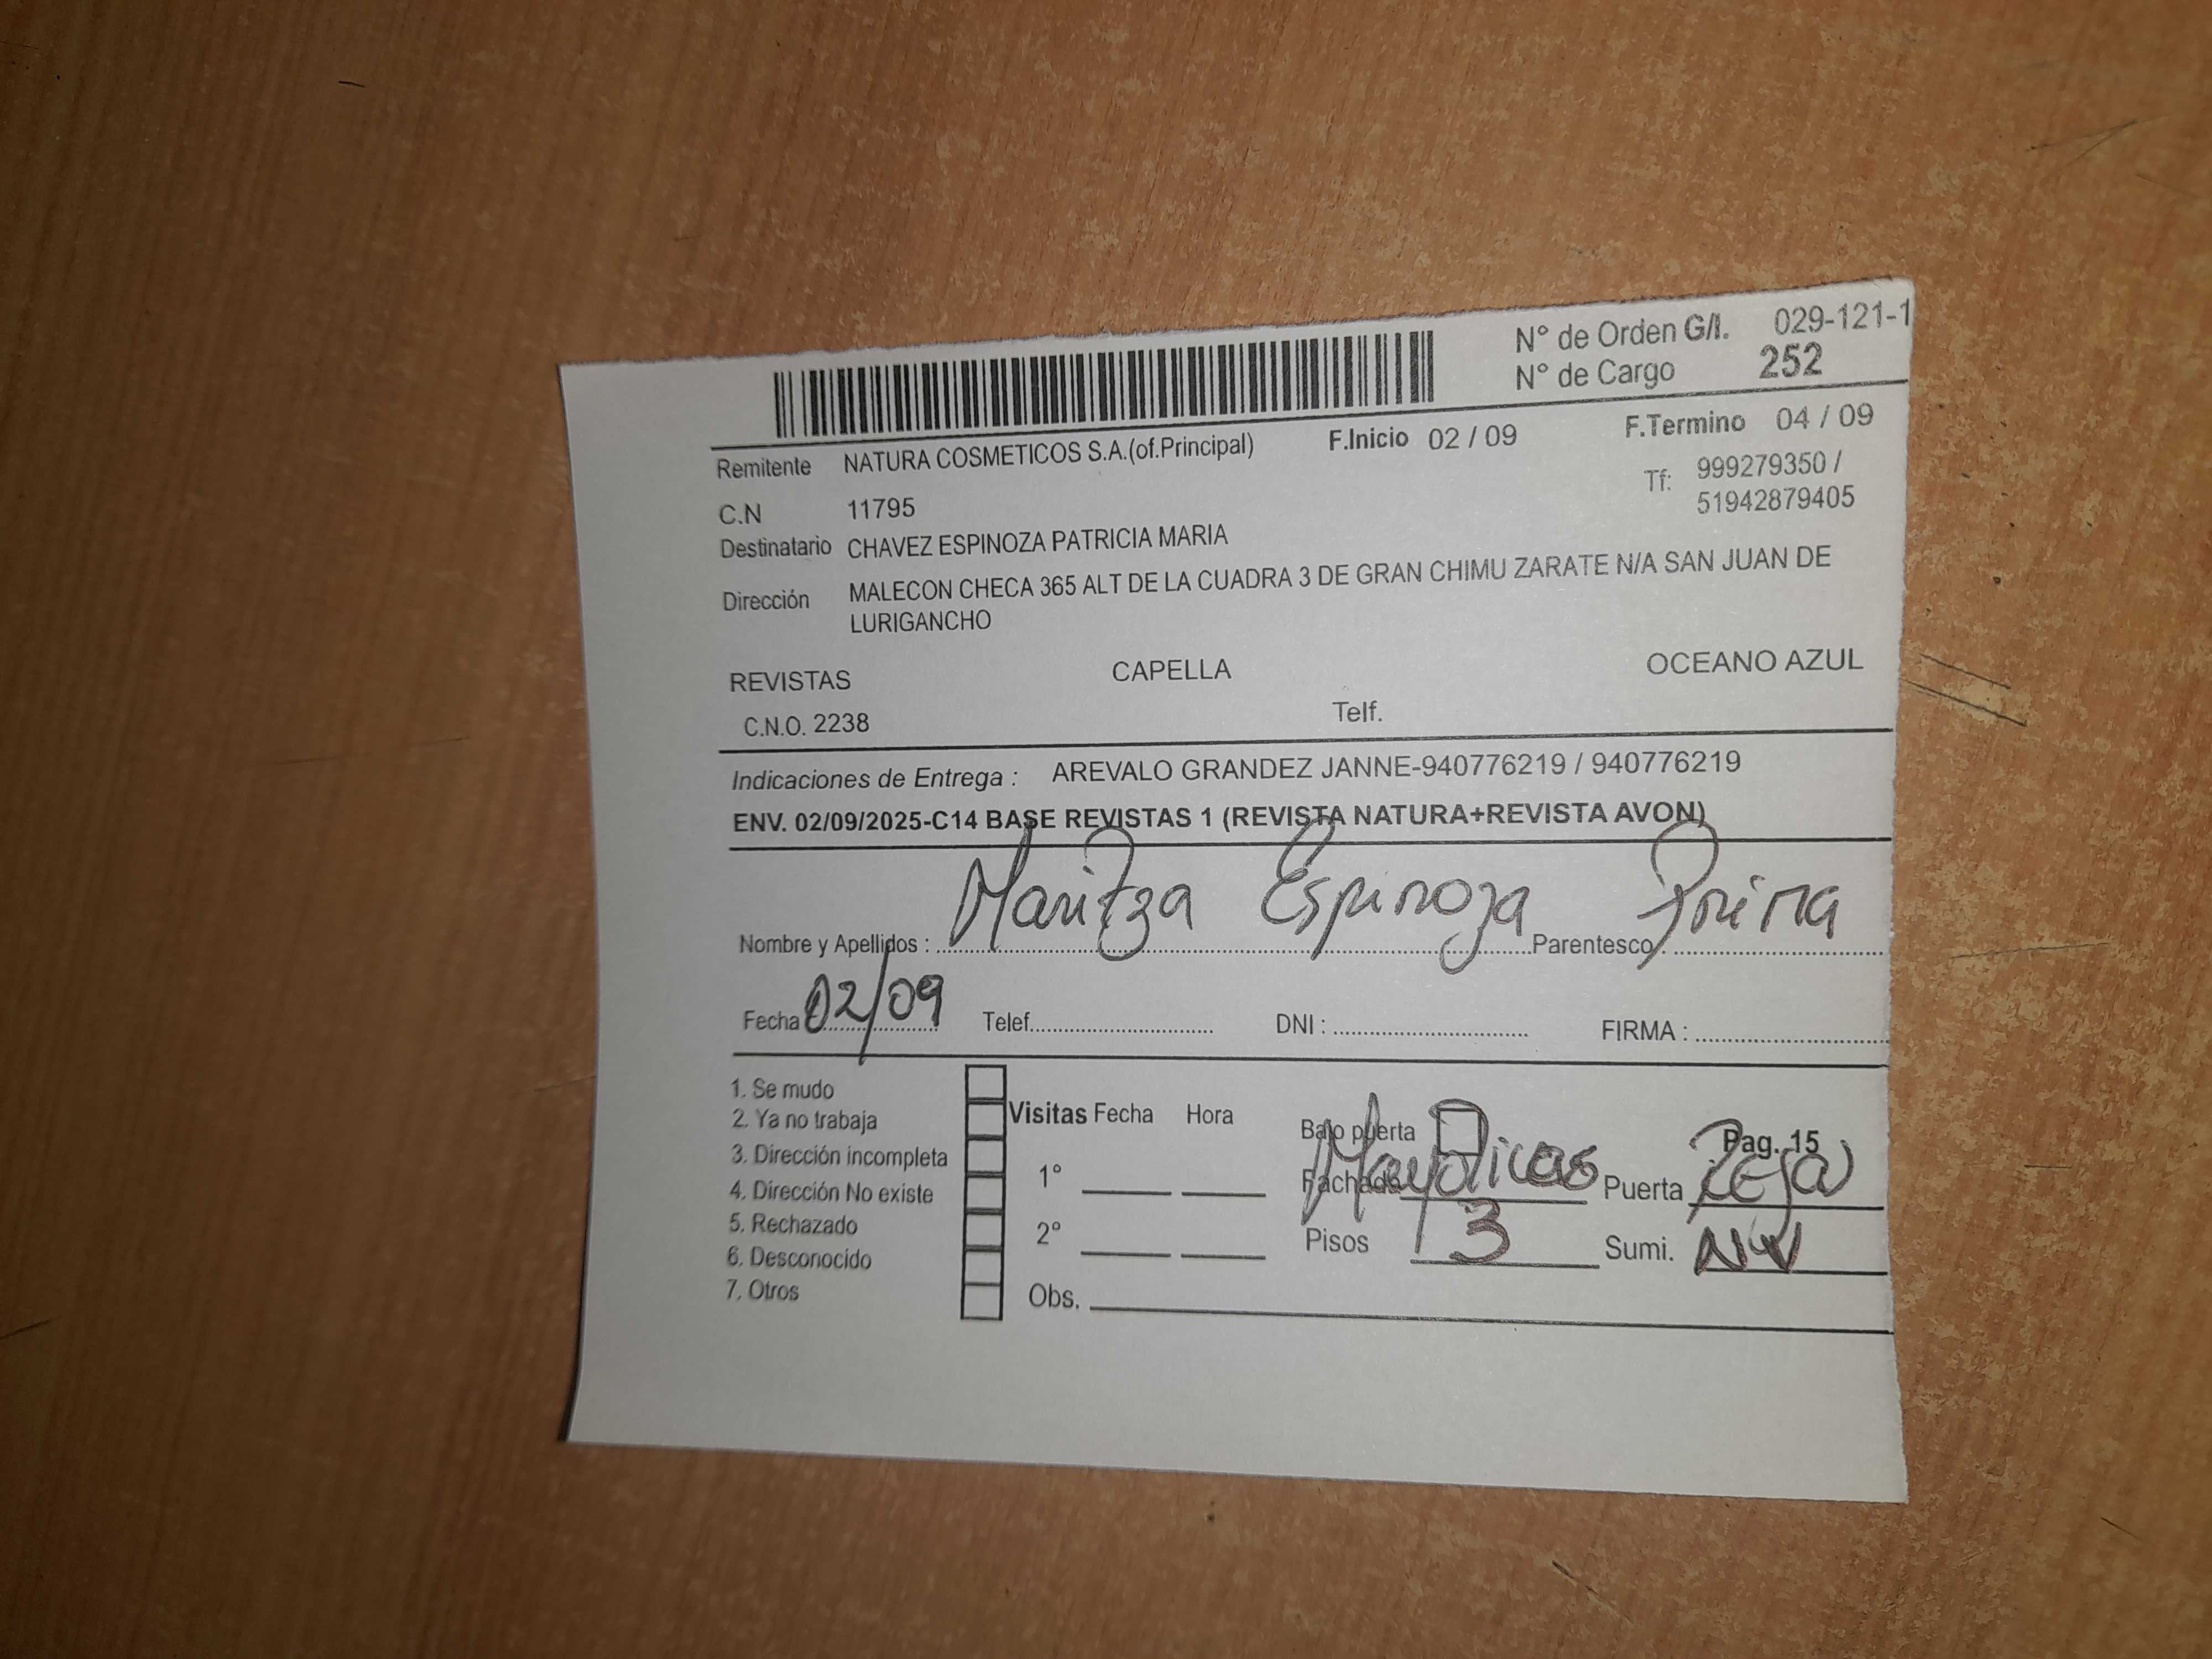 N° de Orden G/I. 029-121-1
N° de Cargo 252
Remitente NATURA COSMETICOS S.A.(of.Principal) F.Inicio 02 / 09 F.Termino 04 / 09
C.N 11795 Tf: 999279350 /
51942879405
Destinatario CHAVEZ ESPINOZA PATRICIA MARIA
Dirección MALECON CHECA 365 ALT DE LA CUADRA 3 DE GRAN CHIMU ZARATE N/A SAN JUAN DE
LURIGANCHO
REVISTAS CAPELLA OCEANO AZUL
C.N.O. 2238 Telf.
Indicaciones de Entrega : AREVALO GRANDEZ JANNE-940776219 / 940776219
ENV. 02/09/2025-C14 BASE REVISTAS 1 (REVISTA NATURA+REVISTA AVON)
Nombre y Apellidos : Maritza Espinoza Parentesco : Prima
Fecha 02/09 Telef. DNI : FIRMA :
1. Se mudo
2. Ya no trabaja
3. Dirección incompleta
4. Dirección No existe
5. Rechazado
6. Desconocido
7. Otros
Visitas Fecha Hora
1°
2°
Obs.
Bajo puerta Pag. 15
Fachada Mayolicas Puerta Reja
Pisos 3 Sumi.